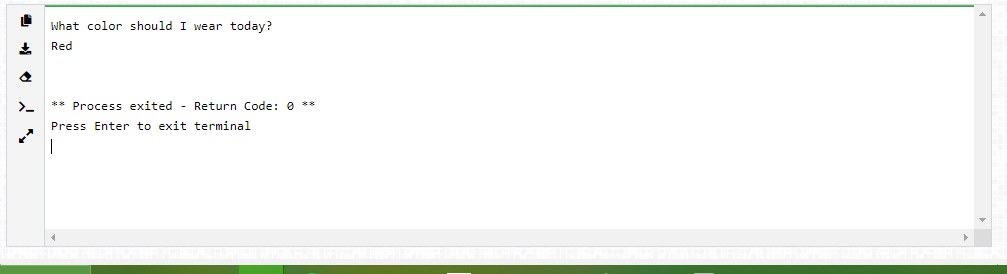 What color should I wear today?
Red
** Process exited - Return Code: 0 **
Press Enter to exit terminal